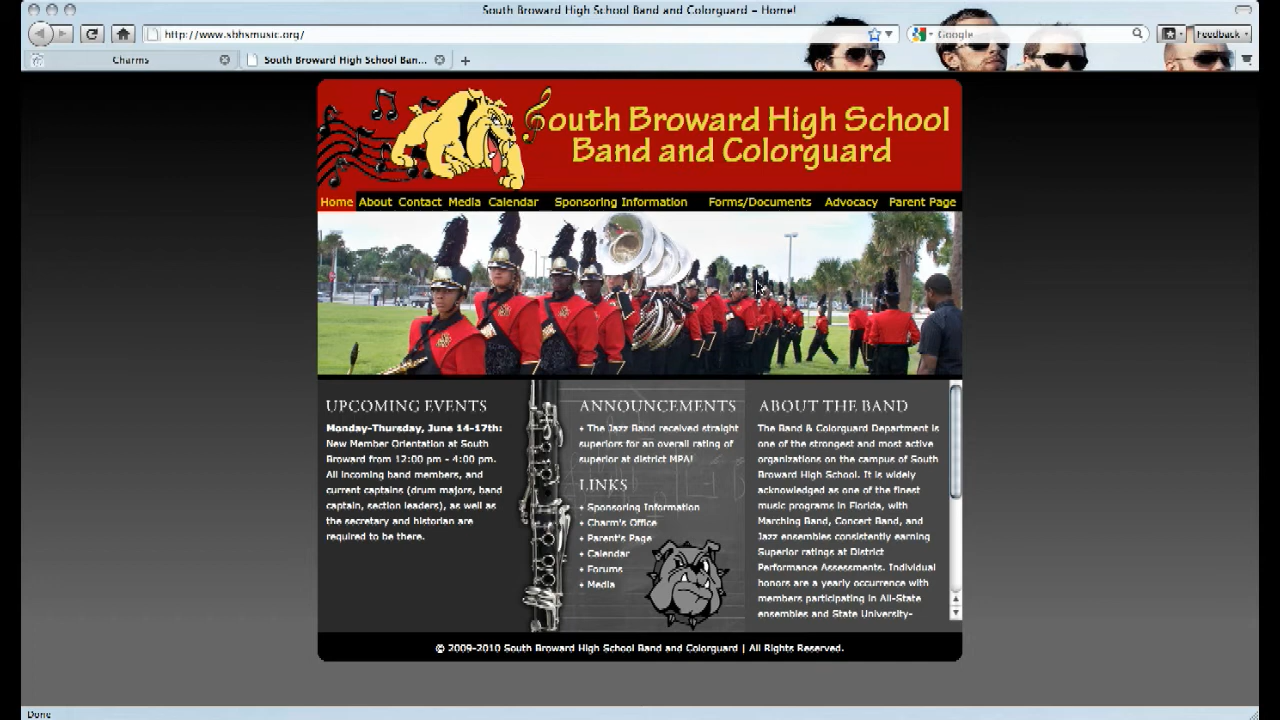 South Broward High School Band and Colorguard – Home!
http://www.sbhsmusic.org/
Google
Feedback
Charms
South Broward High School Ban...
South Broward High School
Band and Colorguard
Home About Contact Media Calendar Sponsoring Information Forms/Documents Advocacy Parent Page
UPCOMING EVENTS
Monday-Thursday, June 14-17th:
New Member Orientation at South
Broward from 12:00 pm - 4:00 pm.
All incoming band members, and
current captains (drum majors, band
captain, section leaders), as well as
the secretary and historian are
required to be there.
ANNOUNCEMENTS
+ The Jazz Band received straight
superiors for an overall rating of
superior at district MPA!
LINKS
+ Sponsoring Information
+ Charm's Office
+ Parent's Page
+ Calendar
+ Forums
+ Media
ABOUT THE BAND
The Band & Colorguard Department is
one of the strongest and most active
organizations on the campus of South
Broward High School. It is widely
acknowledged as one of the finest
music programs in Florida, with
Marching Band, Concert Band, and
Jazz ensembles consistently earning
Superior ratings at District
Performance Assessments. Individual
honors are a yearly occurrence with
members participating in All-State
ensembles and State University-
© 2009-2010 South Broward High School Band and Colorguard | All Rights Reserved.
Done